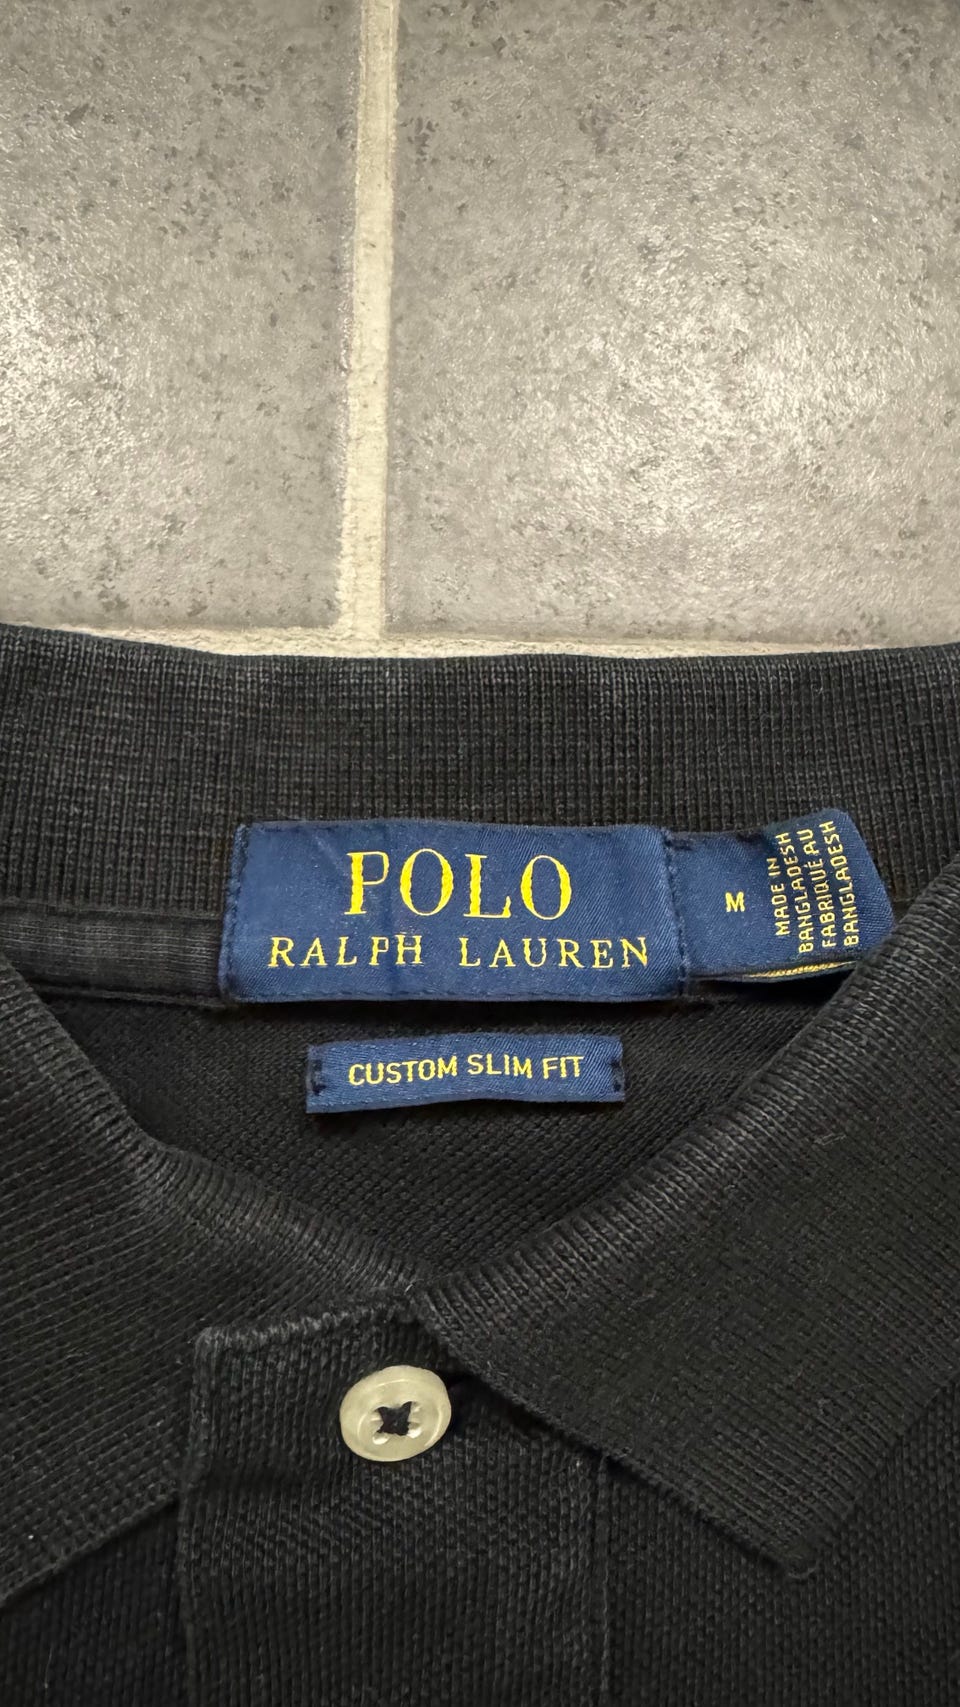 POLO
RALPH LAUREN
M
MADE IN
BANGLADESH
FABRIQUÉ AU
BANGLADESH
CUSTOM SLIM FIT